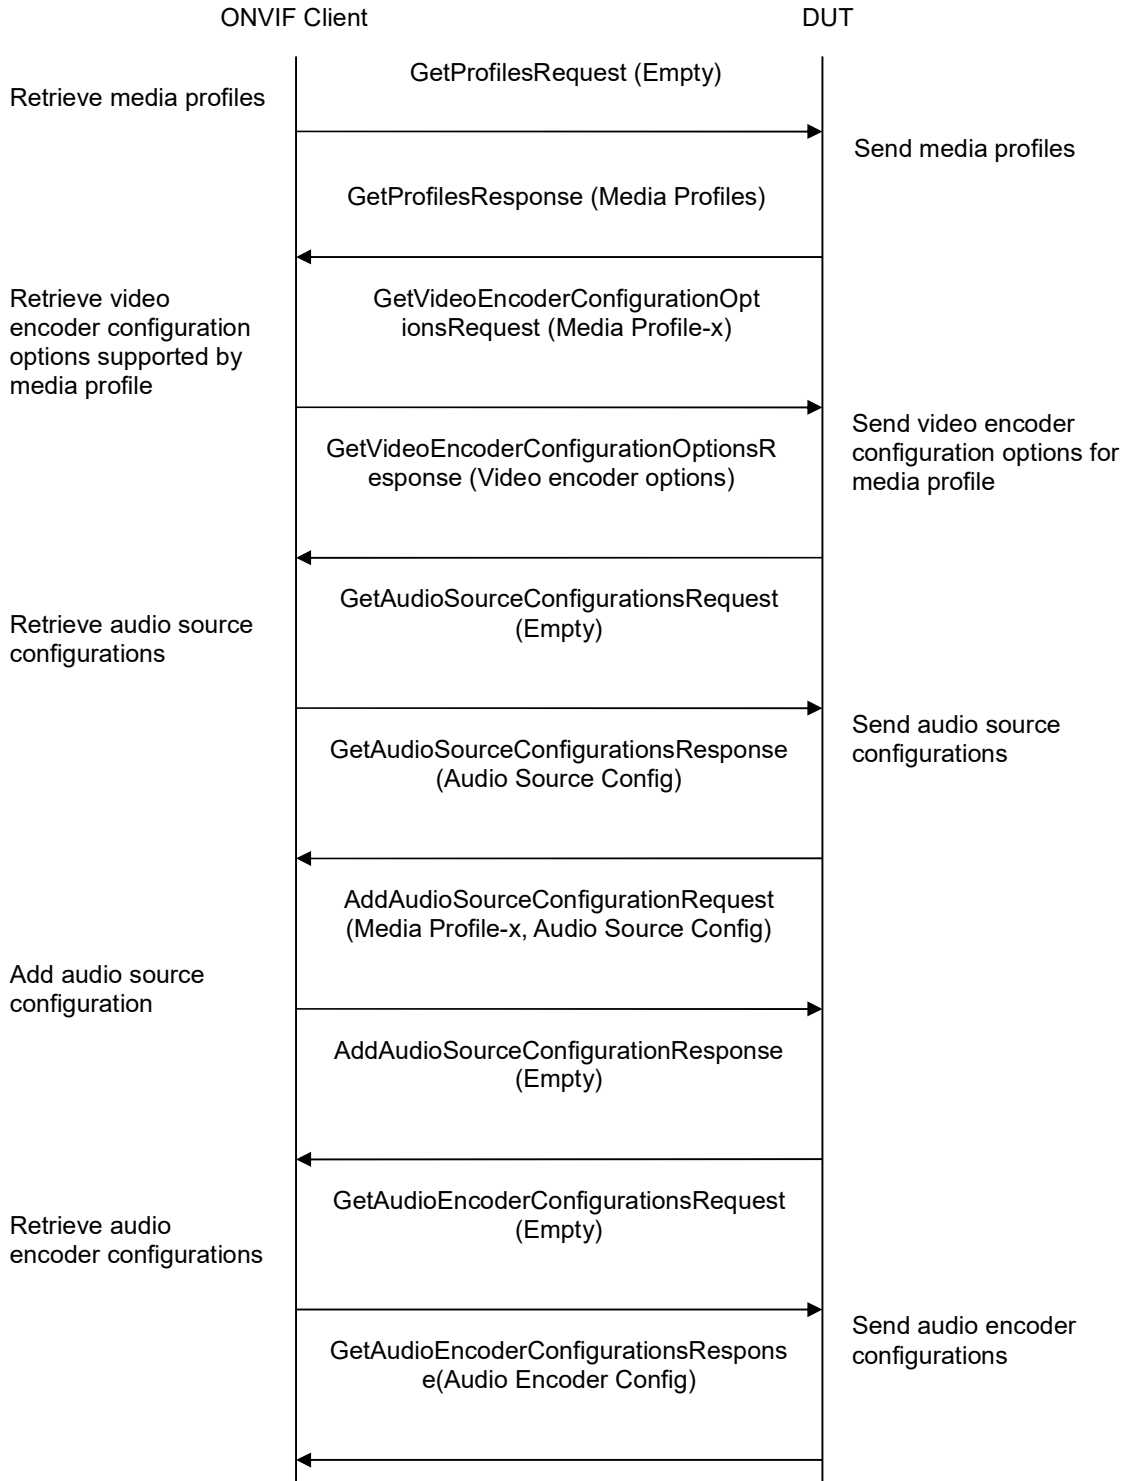 ONVIF Client
DUT
GetProfilesRequest (Empty)
Retrieve media profiles
Send media profiles
GetProfilesResponse (Media Profiles)
Retrieve video
encoder configuration
options supported by
media profile
GetVideoEncoderConfigurationOpt
ionsRequest (Media Profile-x)
Send video encoder
configuration options for
media profile
GetVideoEncoderConfigurationOptionsR
esponse (Video encoder options)
GetAudioSourceConfigurationsRequest
(Empty)
Retrieve audio source
configurations
Send audio source
configurations
GetAudioSourceConfigurationsResponse
(Audio Source Config)
AddAudioSourceConfigurationRequest
(Media Profile-x, Audio Source Config)
Add audio source
configuration
AddAudioSourceConfigurationResponse
(Empty)
GetAudioEncoderConfigurationsRequest
(Empty)
Retrieve audio
encoder configurations
Send audio encoder
configurations
GetAudioEncoderConfigurationsRespons
e(Audio Encoder Config)